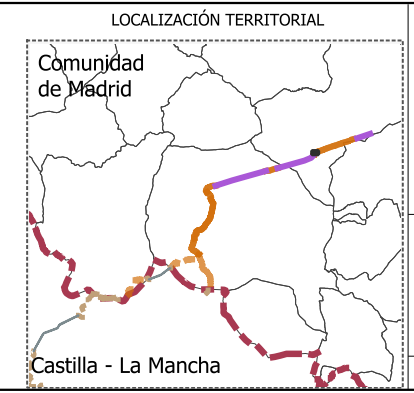 LOCALIZACIÓN TERRITORIAL
Comunidad
de Madrid
Castilla - La Mancha